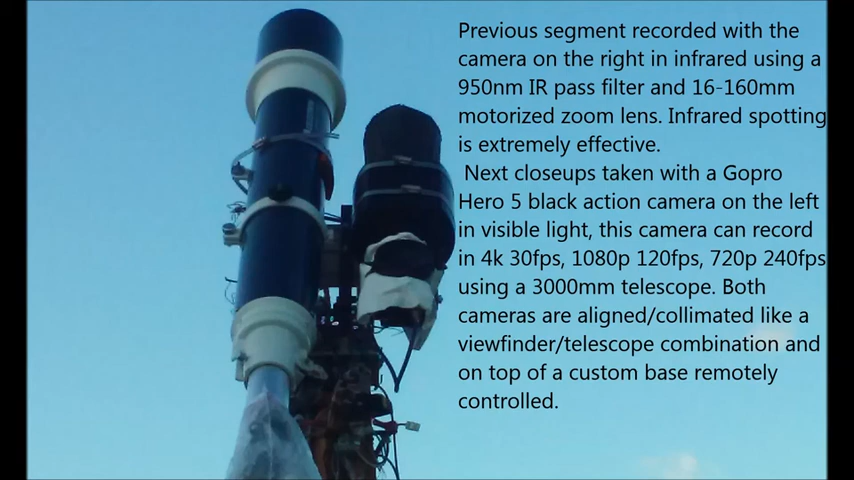 Previous segment recorded with the
camera on the right in infrared using a
950nm IR pass filter and 16-160mm
motorized zoom lens. Infrared spotting
is extremely effective.
Next closeups taken with a Gopro
Hero 5 black action camera on the left
in visible light, this camera can record
in 4k 30fps, 1080p 120fps, 720p 240fps
using a 3000mm telescope. Both
cameras are aligned/collimated like a
viewfinder/telescope combination and
on top of a custom base remotely
controlled.